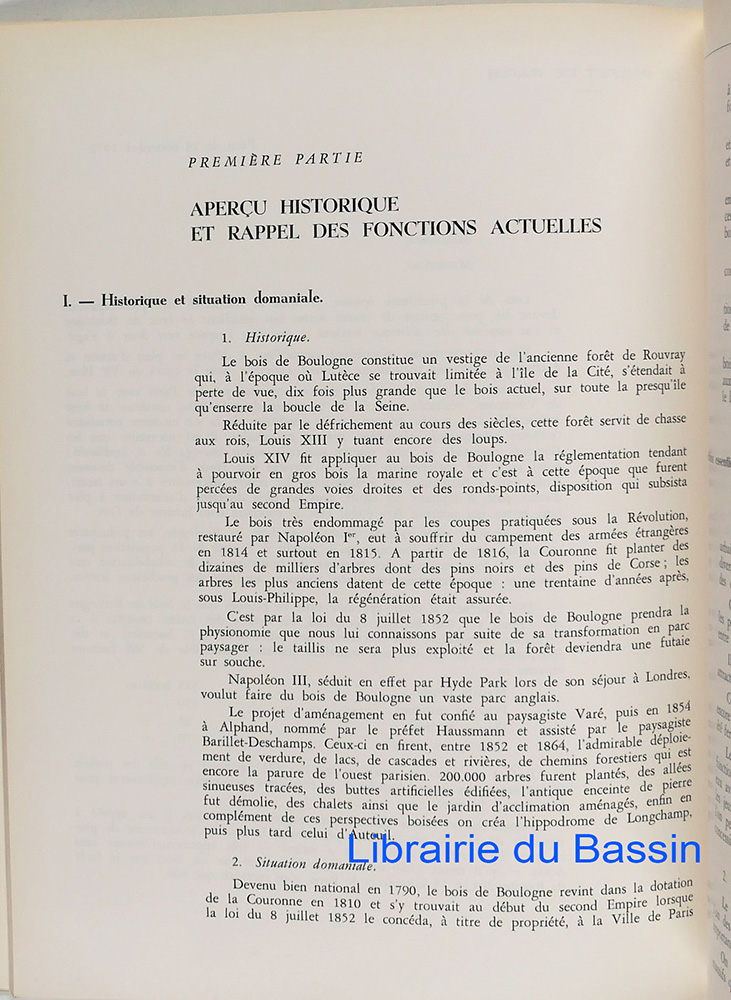 PREMIÈRE PARTIE
APERÇU HISTORIQUE
ET RAPPEL DES FONCTIONS ACTUELLES
I. — Historique et situation domaniale.
1. Historique.
Le bois de Boulogne constitue un vestige de l'ancienne forêt de Rouvray
qui, à l'époque où Lutèce se trouvait limitée à l'île de la Cité, s'étendait à
perte de vue, dix fois plus grande que le bois actuel, sur toute la presqu'île
qu'enserre la boucle de la Seine.
Réduite par le défrichement au cours des siècles, cette forêt servit de chasse
aux rois, Louis XIII y tuant encore des loups.
Louis XIV fit appliquer au bois de Boulogne la réglementation tendant
à pourvoir en gros bois la marine royale et c'est à cette époque que furent
percées de grandes voies droites et des ronds-points, disposition qui subsista
jusqu'au second Empire.
Le bois très endommagé par les coupes pratiquées sous la Révolution,
restauré par Napoléon Ier, eut à souffrir du campement des armées étrangères
en 1814 et surtout en 1815. A partir de 1816, la Couronne fit planter des
dizaines de milliers d'arbres dont des pins noirs et des pins de Corse ; les
arbres les plus anciens datent de cette époque : une trentaine d'années après,
sous Louis-Philippe, la régénération était assurée.
C'est par la loi du 8 juillet 1852 que le bois de Boulogne prendra la
physionomie que nous lui connaissons par suite de sa transformation en parc
paysager : le taillis ne sera plus exploité et la forêt deviendra une futaie
sur souche.
Napoléon III, séduit en effet par Hyde Park lors de son séjour à Londres,
voulut faire du bois de Boulogne un vaste parc anglais.
Le projet d'aménagement en fut confié au paysagiste Varé, puis en 1854
à Alphand, nommé par le préfet Haussmann et assisté par le paysagiste
Barillet-Deschamps. Ceux-ci en firent, entre 1852 et 1864, l'admirable déploie-
ment de verdure, de lacs, de cascades et rivières, de chemins forestiers qui est
encore la parure de l'ouest parisien. 200.000 arbres furent plantés, des allées
sinueuses tracées, des buttes artificielles édifiées, l'antique enceinte de pierre
fut démolie, des chalets ainsi que le jardin d'acclimation aménagés, enfin en
complément de ces perspectives boisées on créa l'hippodrome de Longchamp,
puis plus tard celui d'Auteuil.
Librairie du Bassin
2. Situation domaniale.
Devenu bien national en 1790, le bois de Boulogne revint dans la dotation
de la Couronne en 1810 et s'y trouvait au début du second Empire lorsque
la loi du 8 juillet 1852 le concéda, à titre de propriété, à la Ville de Paris